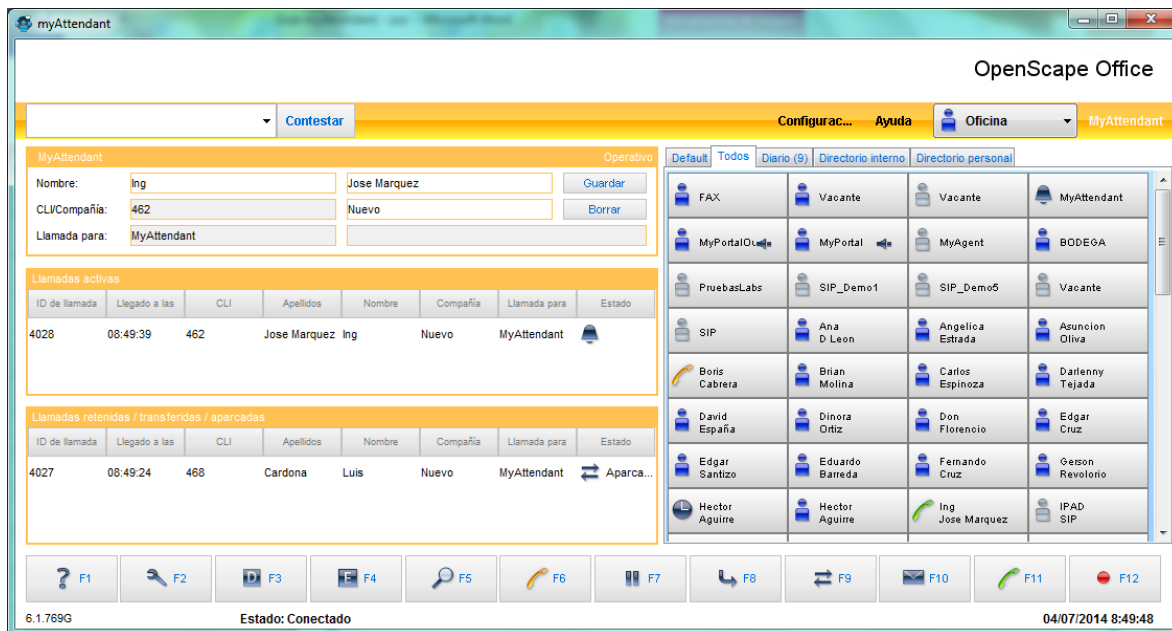 myAttendant
OpenScape Office
Contestar
Configurac... Ayuda Oficina MyAttendant
MyAttendant Operativo
Nombre: Ing Jose Marquez Guardar
CLI/Compañía: 462 Nuevo Borrar
Llamada para: MyAttendant
Llamadas activas
ID de llamada Llegado a las CLI Apellidos Nombre Compañía Llamada para Estado
4028 08:49:39 462 Jose Marquez Ing Nuevo MyAttendant
Llamadas retenidas / transferidas / aparcadas
ID de llamada Llegado a las CLI Apellidos Nombre Compañía Llamada para Estado
4027 08:49:24 468 Cardona Luis Nuevo MyAttendant Aparca...
Default Todos Diario (9) Directorio interno Directorio personal
FAX Vacante Vacante MyAttendant
MyPortalOu MyPortal MyAgent BODEGA
PruebasLabs SIP_Demo1 SIP_Demo5 Vacante
SIP Ana D Leon Angelica Estrada Asuncion Oliva
Boris Cabrera Brian Molina Carlos Espinoza Darlenny Tejada
David España Dinora Ortiz Don Florencio Edgar Cruz
Edgar Santizo Eduardo Barreda Fernando Cruz Gerson Revolorio
Hector Aguirre Hector Aguirre Ing Jose Marquez IPAD SIP
? F1 F2 D F3 E F4 F5 F6 F7 F8 F9 F10 F11 F12
6.1.769G Estado: Conectado 04/07/2014 8:49:48